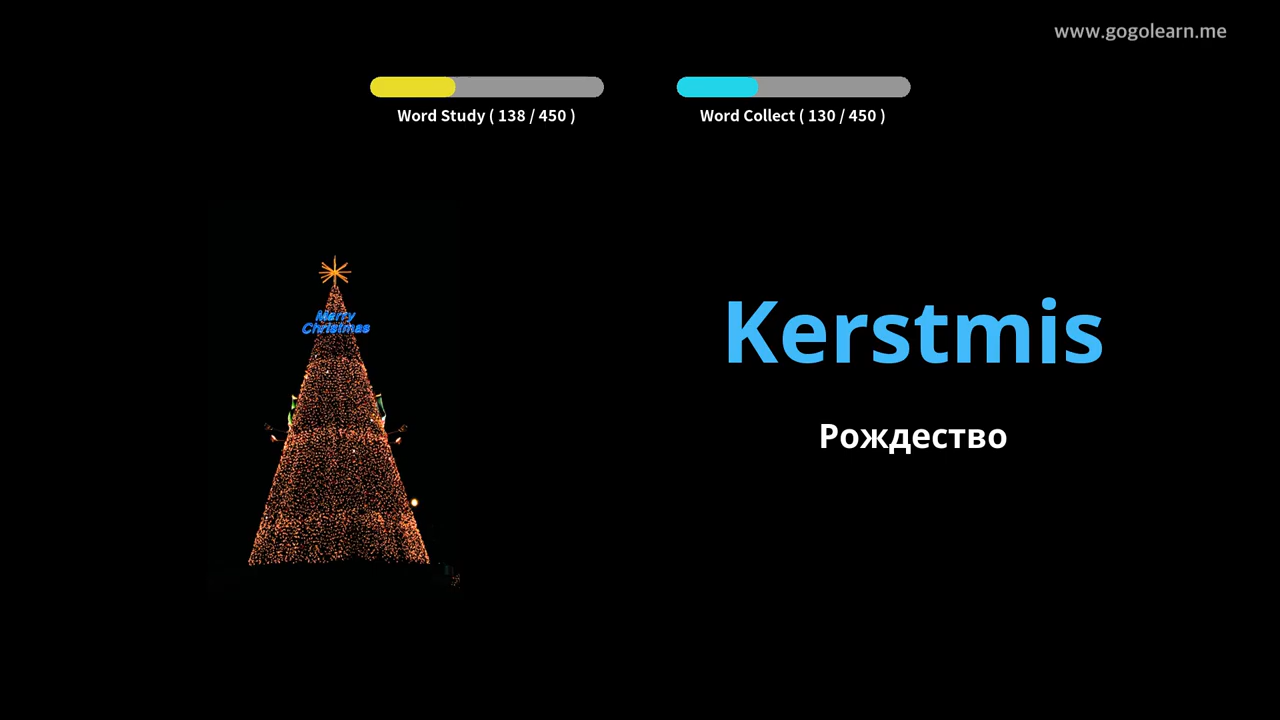 www.gogolearn.me
Word Study ( 138 / 450 )
Word Collect ( 130 / 450 )
Merry
Christmas
Kerstmis
Рождество